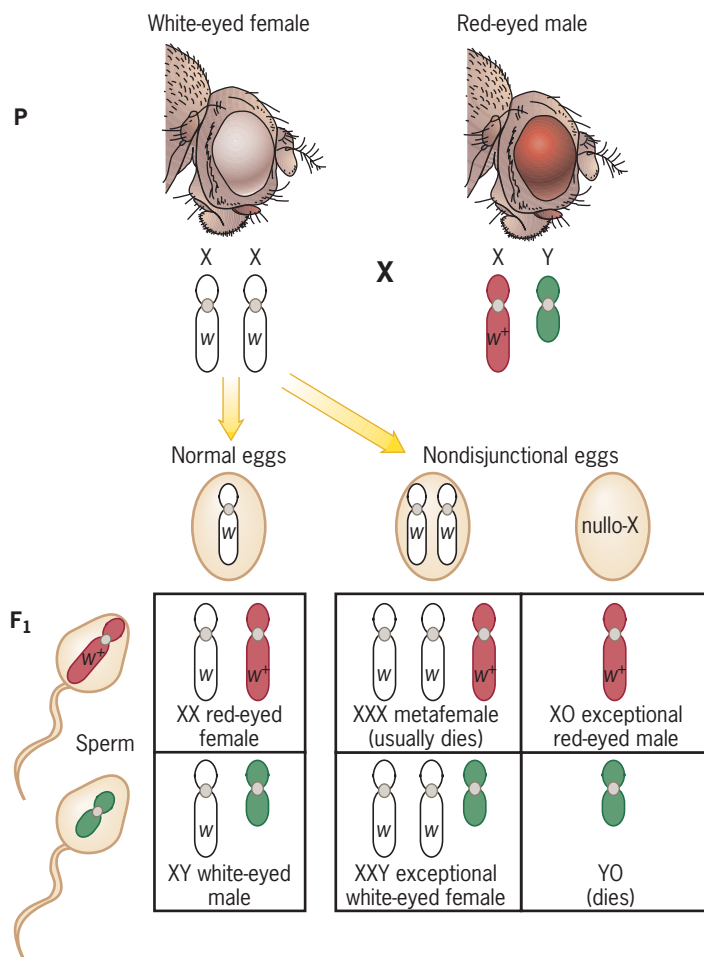 White-eyed female
Red-eyed male
P
X X
X Y
X
w w
w⁺
Normal eggs
Nondisjunctional eggs
w
w w
nullo-X
F₁
w⁺
Sperm
w w⁺
XX red-eyed
female
w w w⁺
XXX metafemale
(usually dies)
w⁺
XO exceptional
red-eyed male
w
XY white-eyed
male
w w
XXY exceptional
white-eyed female
YO
(dies)